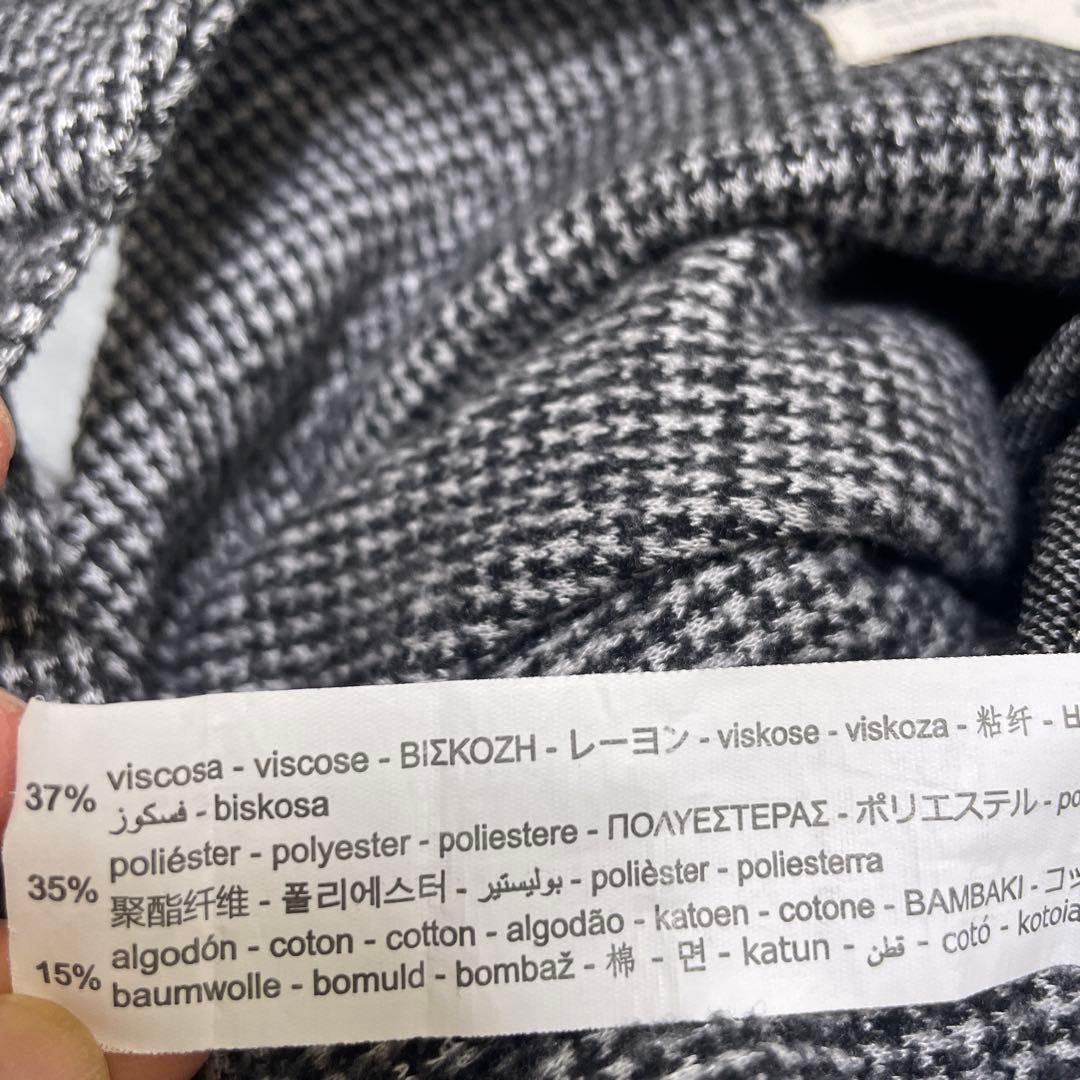 37% viscosa - viscose - ΒΙΣΚΟΖΗ - レーヨン - viskose - viskoza - 粘纤 -
فسكوز - biskosa
35% poliéster - polyester - poliestere - ΠΟΛΥΕΣΤΕΡΑΣ - ポリエステル -
聚酯纤维 - 폴리에스터 - بوليستير - polièster - poliesterra
15% algodón - coton - cotton - algodão - katoen - cotone - BAMBAKI -
baumwolle - bomuld - bombaž - 棉 - 면 - katun - قطن - cotó - kotoia